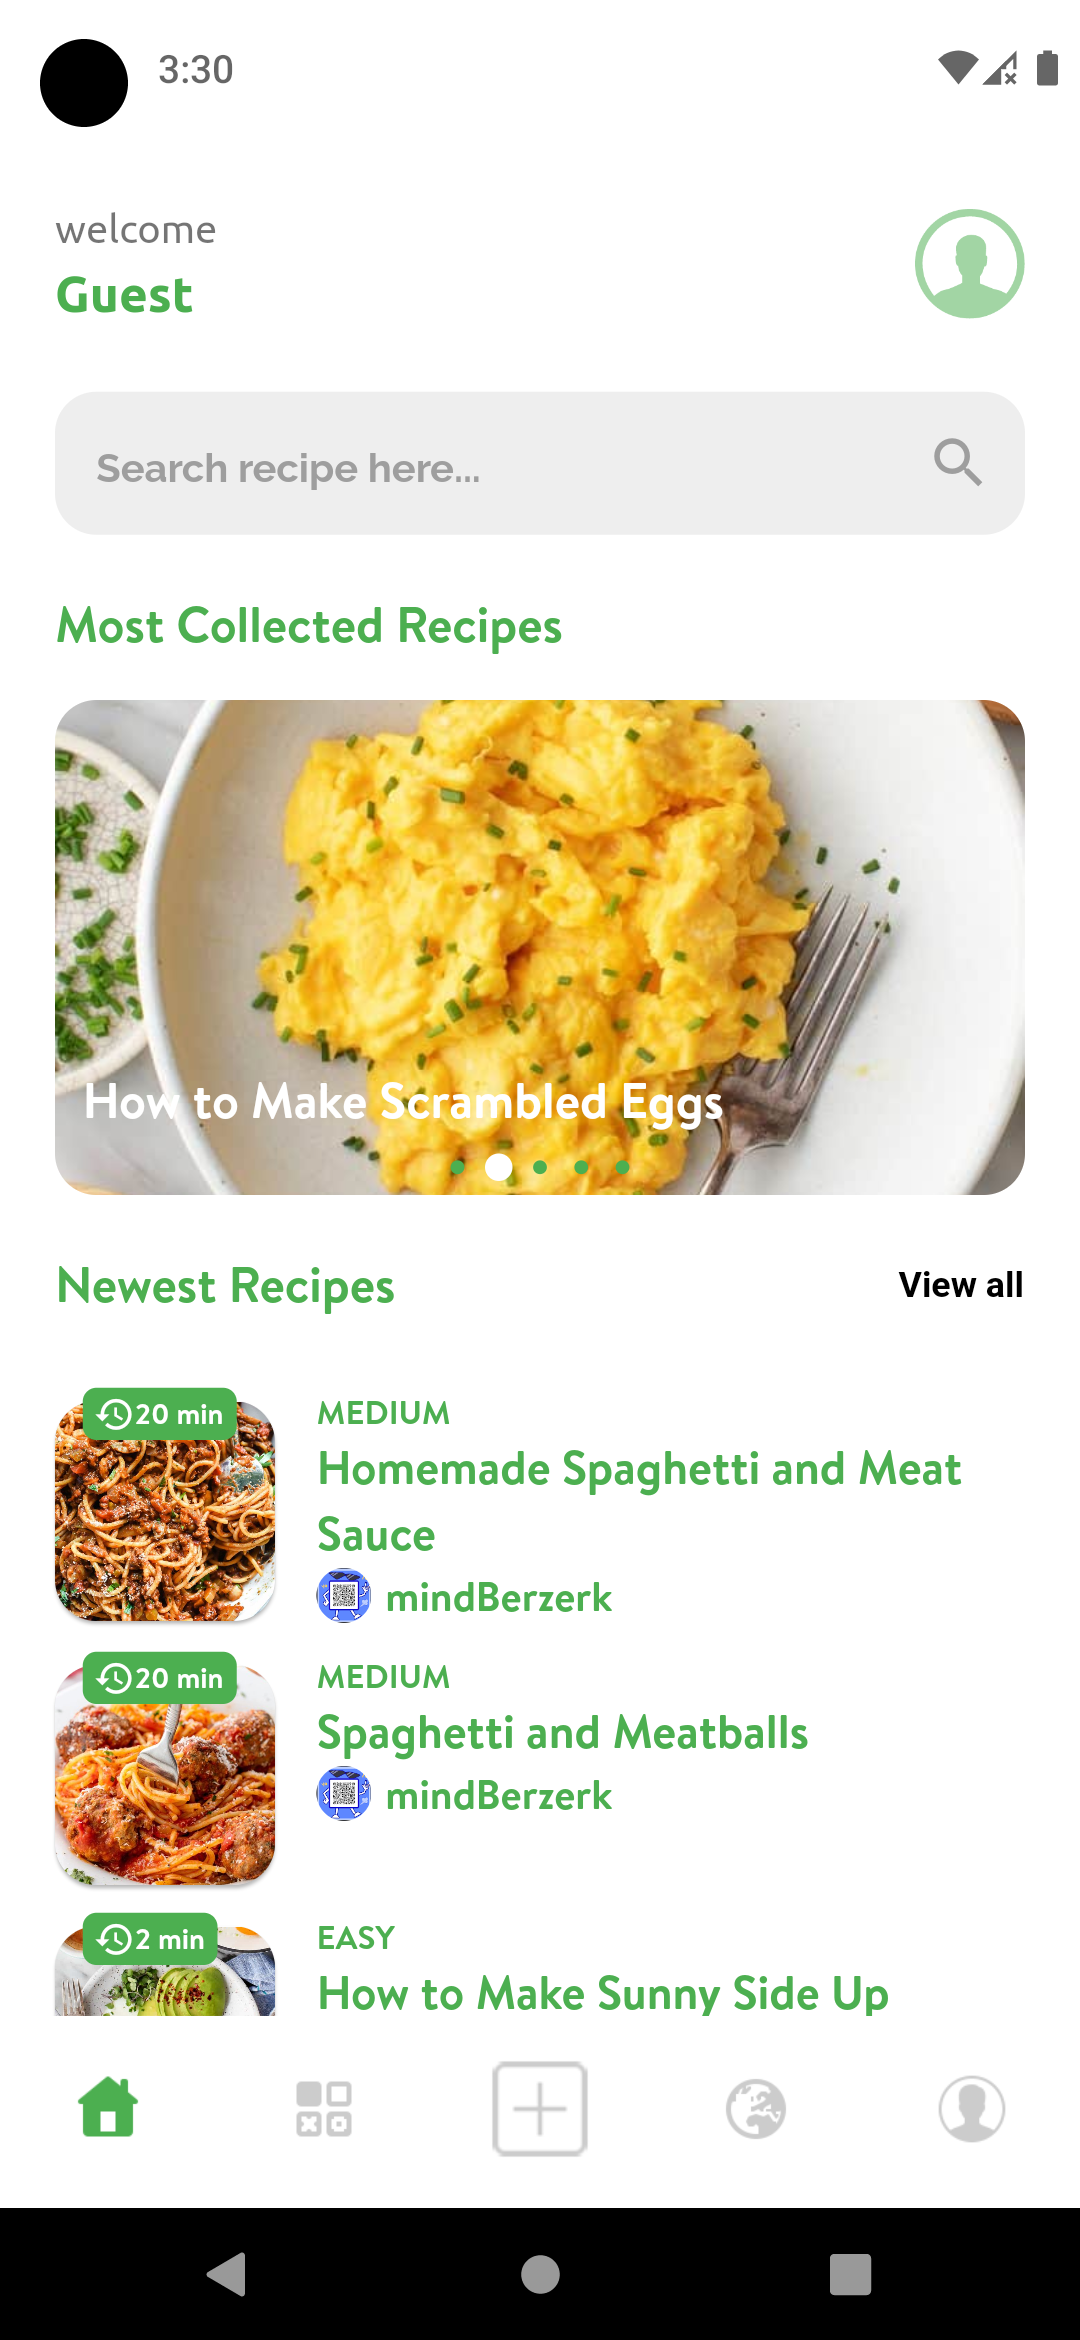 3:30
welcome
Guest
Search recipe here...
Most Collected Recipes
How to Make Scrambled Eggs
Newest Recipes
View all
20 min
MEDIUM
Homemade Spaghetti and Meat
Sauce
mindBerzerk
20 min
MEDIUM
Spaghetti and Meatballs
mindBerzerk
2 min
EASY
How to Make Sunny Side Up